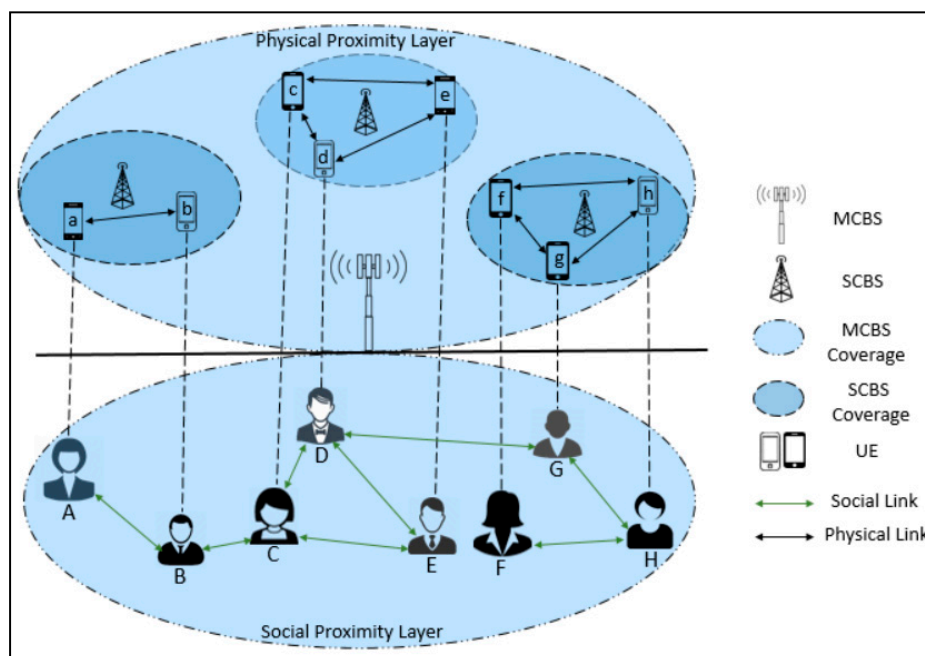 Physical Proximity Layer
c
e
d
a
b
f
h
g
MCBS
SCBS
MCBS
Coverage
SCBS
Coverage
UE
Social Link
Physical Link
A
B
C
D
E
F
G
H
Social Proximity Layer